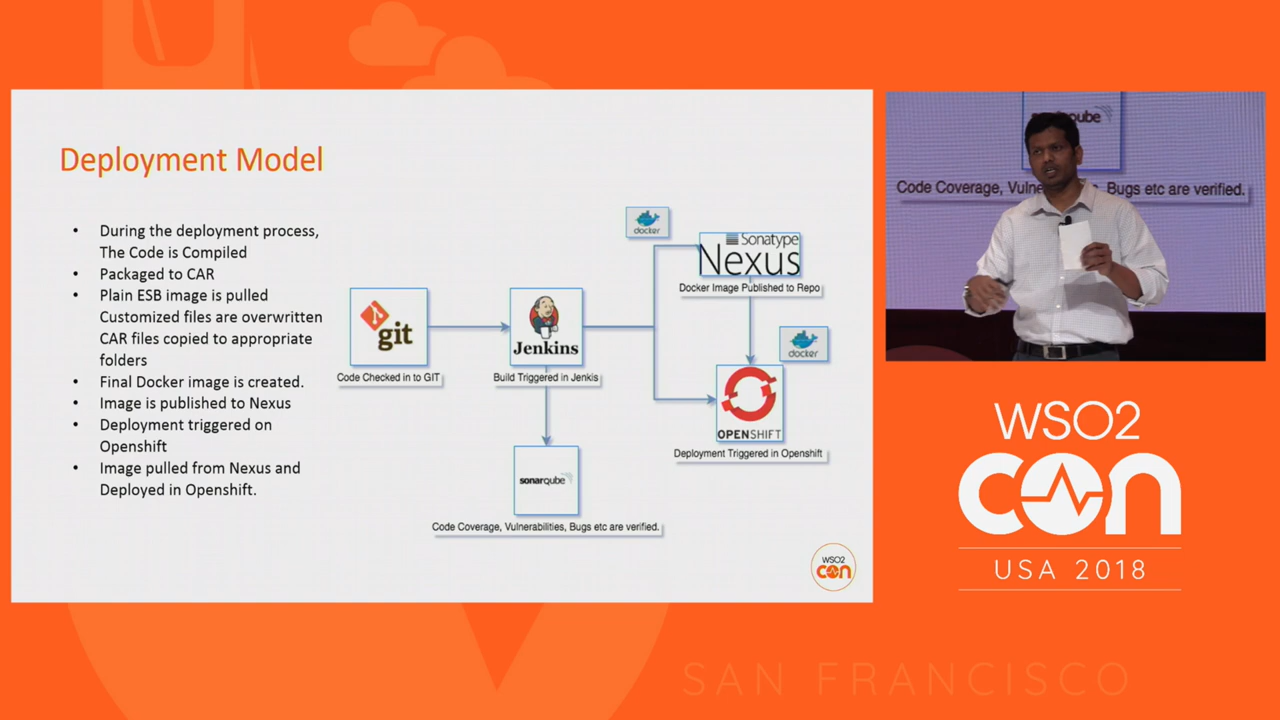 Deployment Model
• During the deployment process,
The Code is Compiled
• Packaged to CAR
• Plain ESB image is pulled
Customized files are overwritten
CAR files copied to appropriate
folders
• Final Docker image is created.
• Image is published to Nexus
• Deployment triggered on
Openshift
• Image pulled from Nexus and
Deployed in Openshift.
git
Code Checked in to GIT
Jenkins
Build Triggered in Jenkis
sonarqube
Code Coverage, Vulnerabilities, Bugs etc are verified.
docker
Sonatype
Nexus
Docker Image Published to Repo
docker
OPENSHIFT
Deployment Triggered in Openshift
WSO2
con
Code Coverage, Bugs etc are verified.
WSO2
con
USA 2018
SAN FRANCISCO